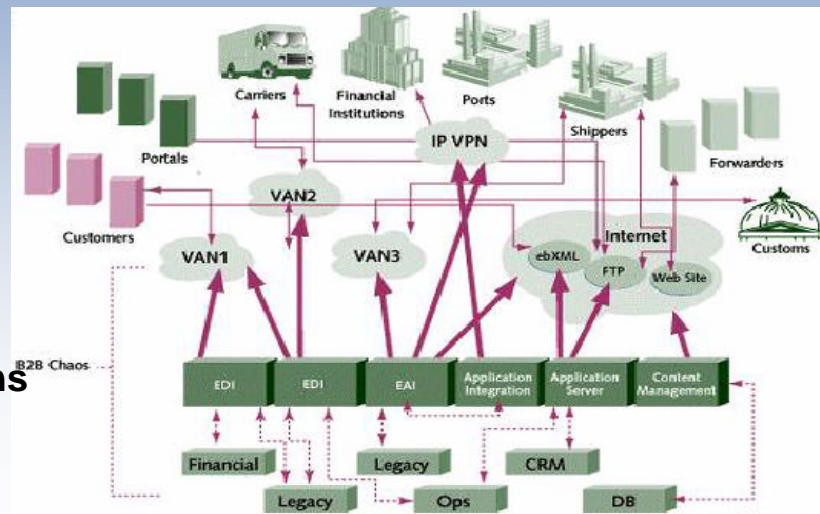 Carriers
Financial
Institutions
Ports
Shippers
Portals
IP VPN
Forwarders
VAN2
Customers
Internet
Customs
VAN1
VAN3
ebXML
FTP
Web Site
B2B Chaos
ns
EDI
EDI
EAI
Application
Integration
Application
Server
Content
Management
Financial
Legacy
CRM
Legacy
Ops
DB